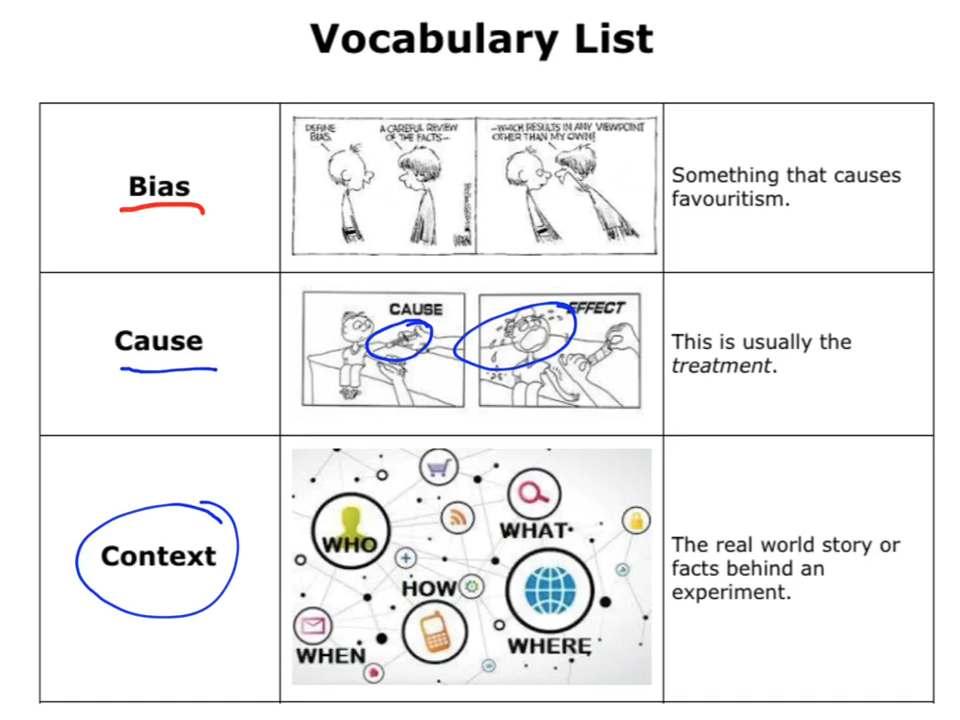 Vocabulary List
Bias
DEFINE
BIAS.
A CAREFUL REVIEW
OF THE FACTS—
—WHICH RESULTS IN ANY VIEWPOINT
OTHER THAN MY OWN!
Something that causes
favouritism.
Cause
CAUSE
EFFECT
This is usually the
treatment.
Context
WHO
WHAT
HOW
WHEN
WHERE
The real world story or
facts behind an
experiment.